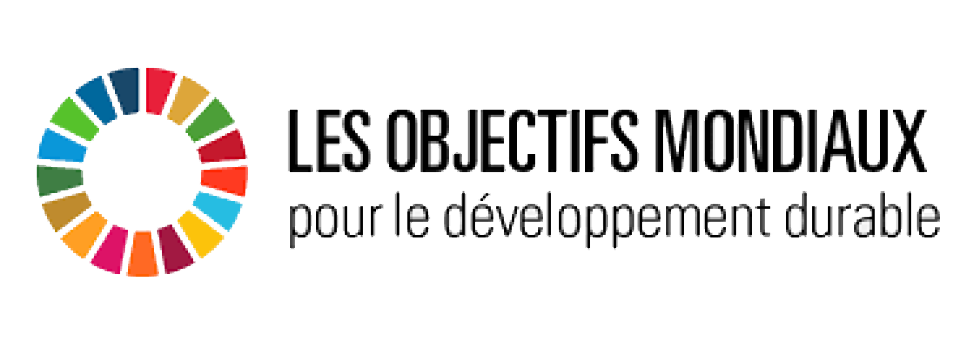 LES OBJECTIFS MONDIAUX
pour le développement durable